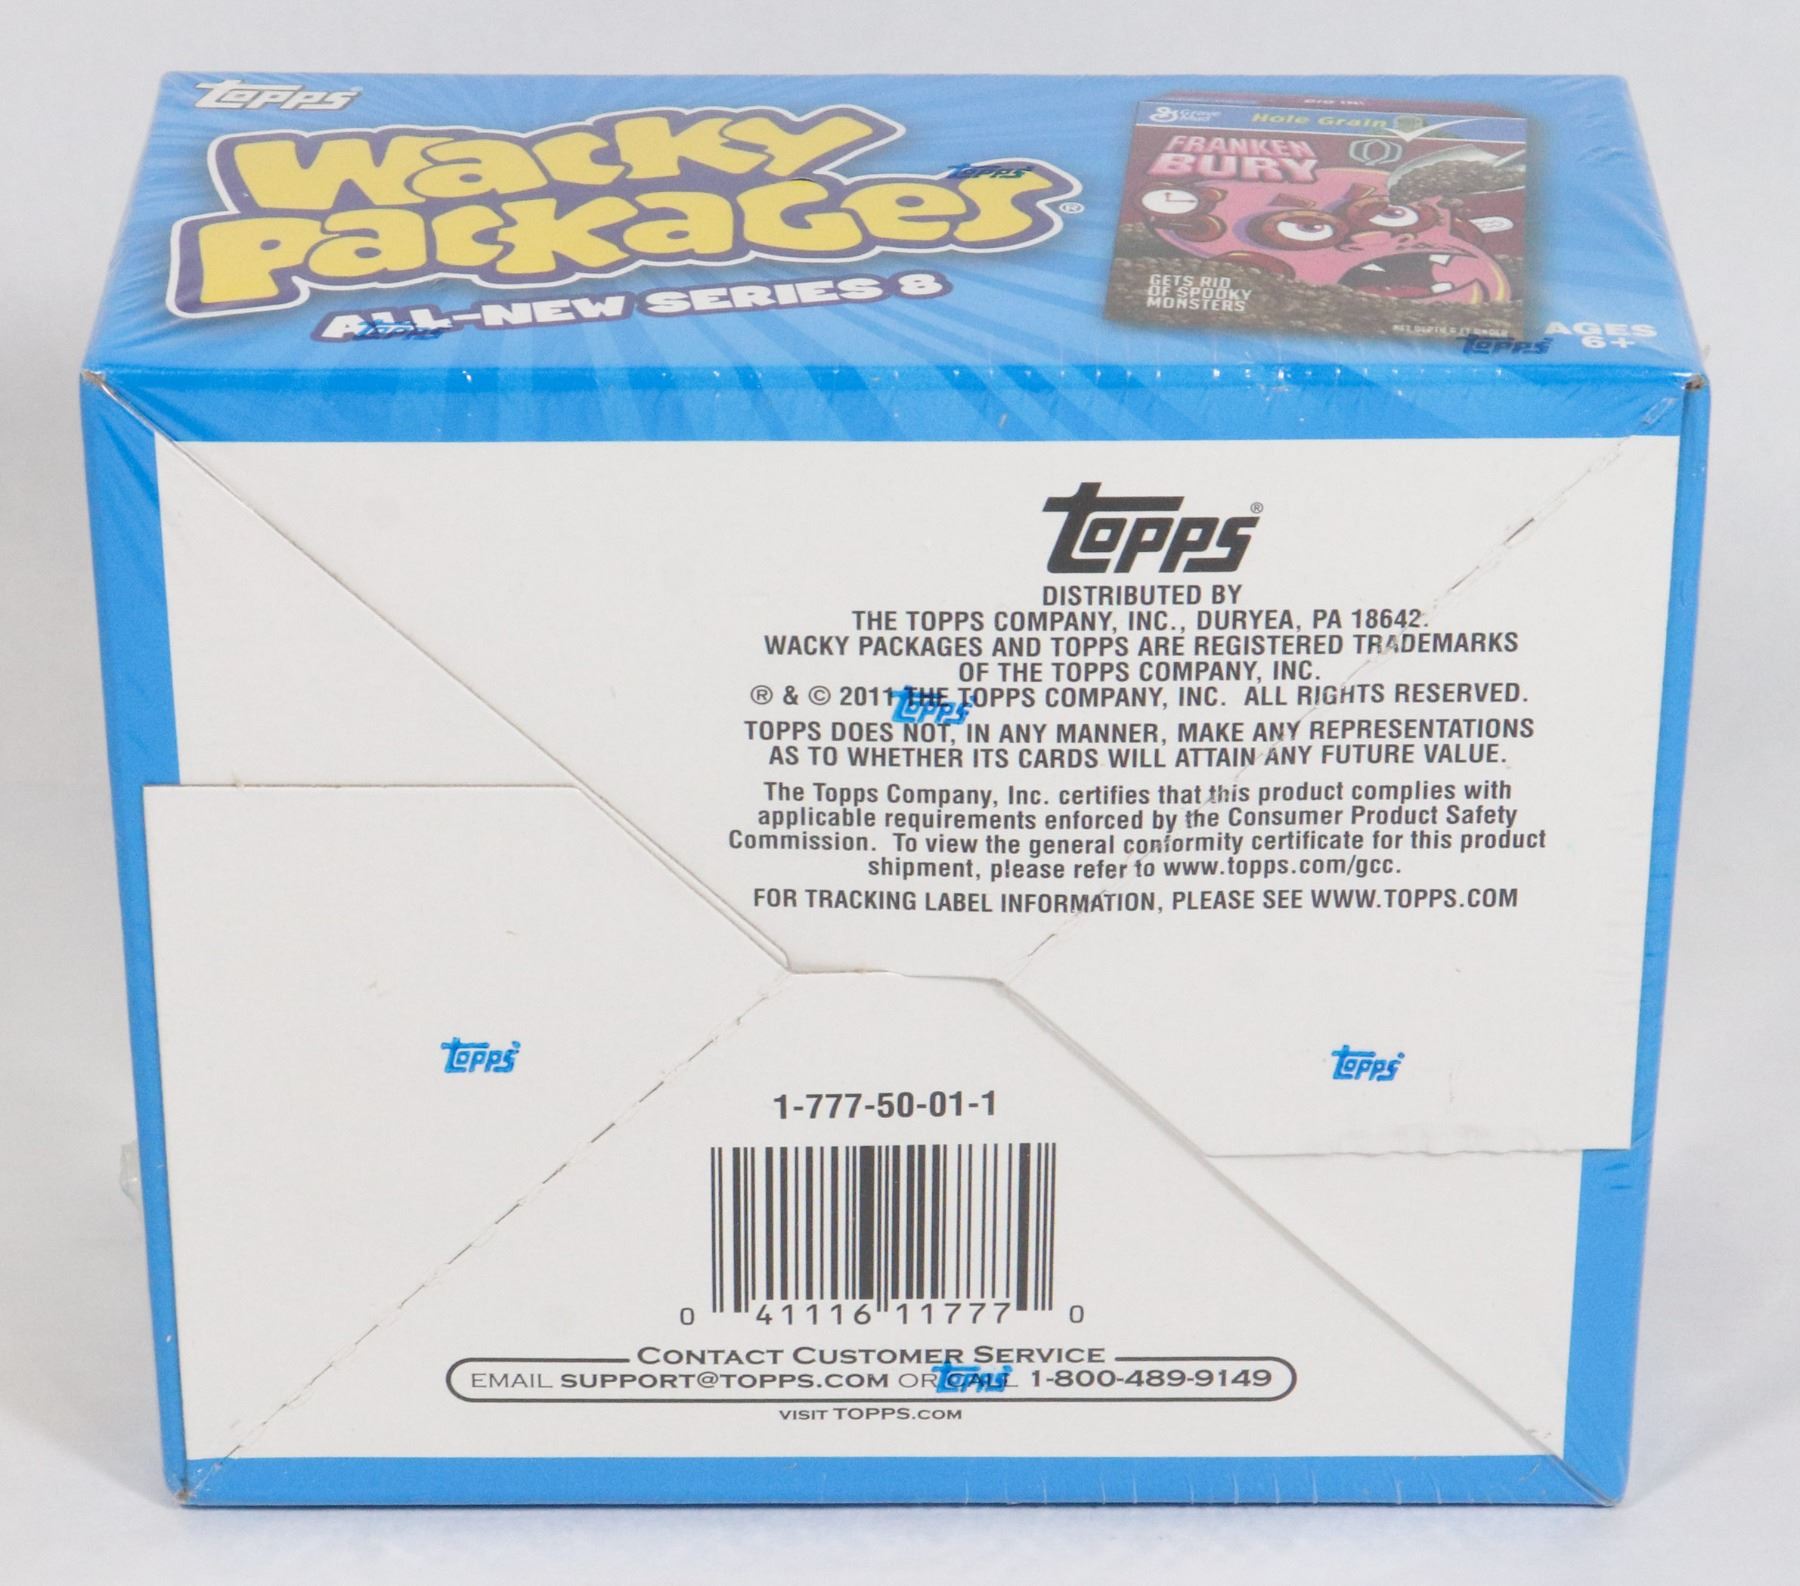 Topps
Wacky
Packages®
ALL-NEW SERIES 8
Hole Grain
FRANKEN
BURY
GETS RID
OF SPOOKY
MONSTERS
AGES
6+
Topps
Topps
Topps
Topps®
DISTRIBUTED BY
THE TOPPS COMPANY, INC., DURYEA, PA 18642.
WACKY PACKAGES AND TOPPS ARE REGISTERED TRADEMARKS
OF THE TOPPS COMPANY, INC.
® & © 2011 THE TOPPS COMPANY, INC. ALL RIGHTS RESERVED.
Topps
TOPPS DOES NOT, IN ANY MANNER, MAKE ANY REPRESENTATIONS
AS TO WHETHER ITS CARDS WILL ATTAIN ANY FUTURE VALUE.
The Topps Company, Inc. certifies that this product complies with
applicable requirements enforced by the Consumer Product Safety
Commission. To view the general conformity certificate for this product
shipment, please refer to www.topps.com/gcc.
FOR TRACKING LABEL INFORMATION, PLEASE SEE WWW.TOPPS.COM
Topps
Topps
1-777-50-01-1
0 41116 11777 0
CONTACT CUSTOMER SERVICE
EMAIL SUPPORT@TOPPS.COM OR CALL 1-800-489-9149
Topps
VISIT TOPPS.COM